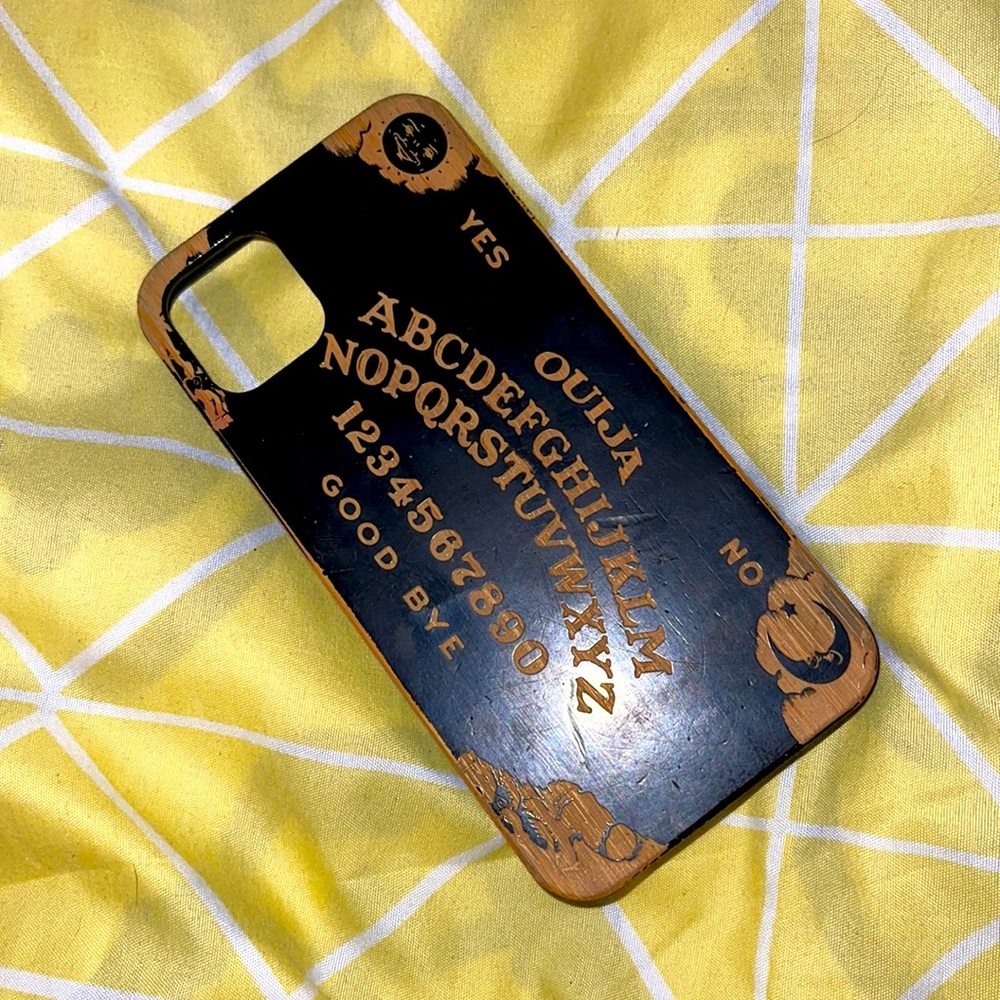 YES
OUIJA
NO
ABCDEFGHIJKLM
NOPQRSTUVWXYZ
1234567890
GOOD BYE